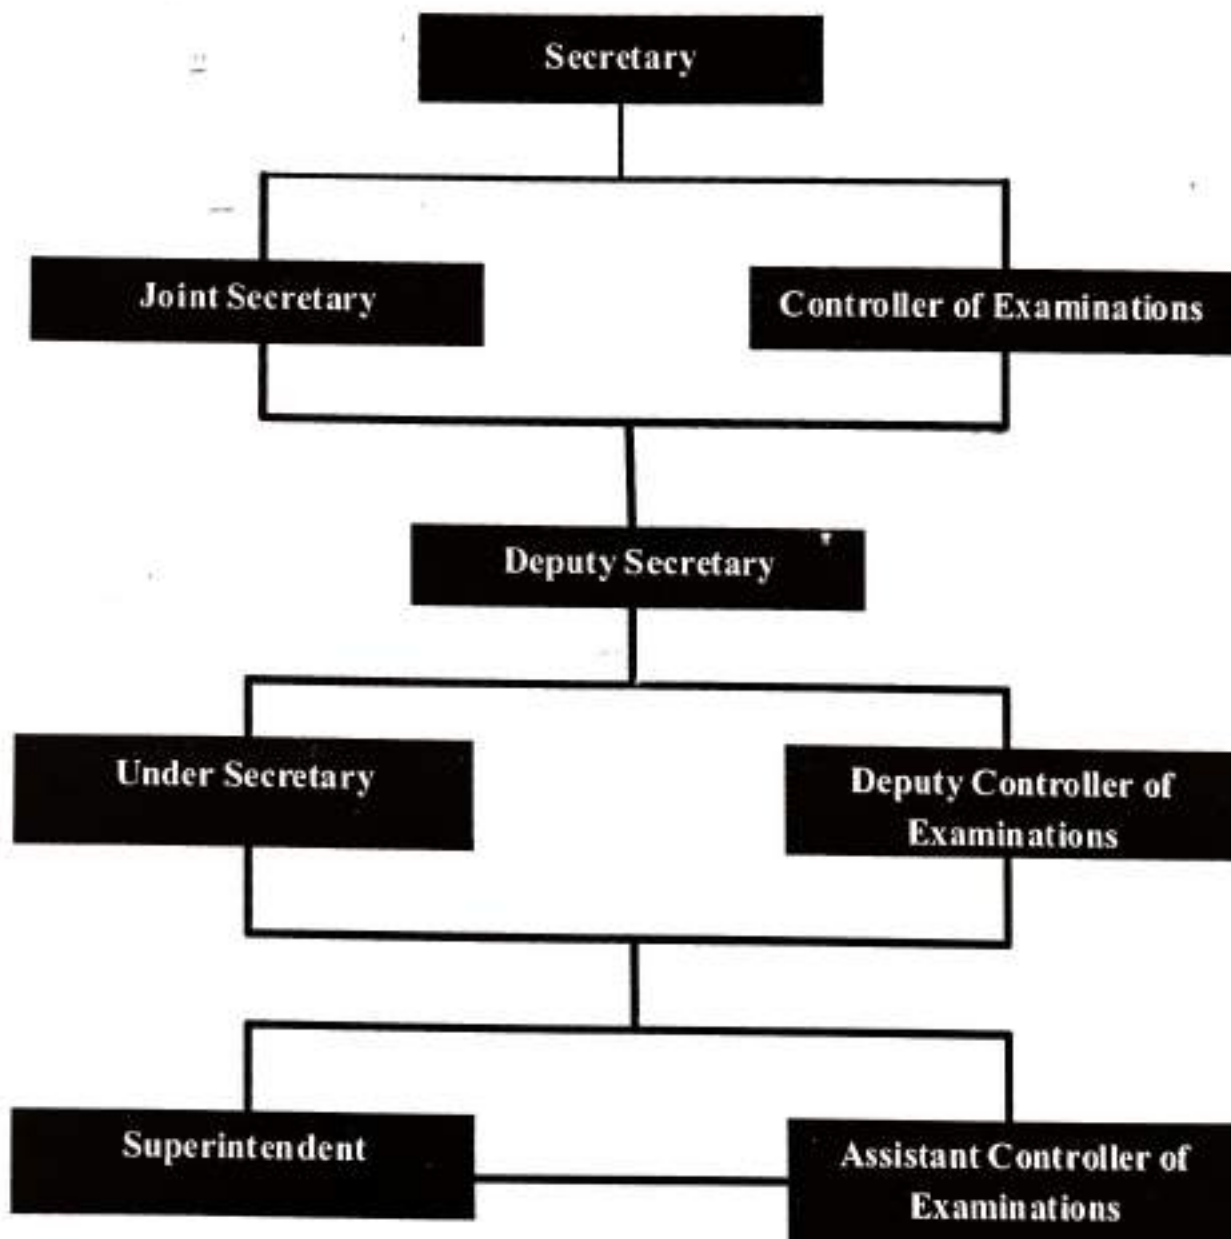 Secretary
Joint Secretary
Controller of Examinations
Deputy Secretary
Under Secretary
Deputy Controller of
Examinations
Superintendent
Assistant Controller of
Examinations